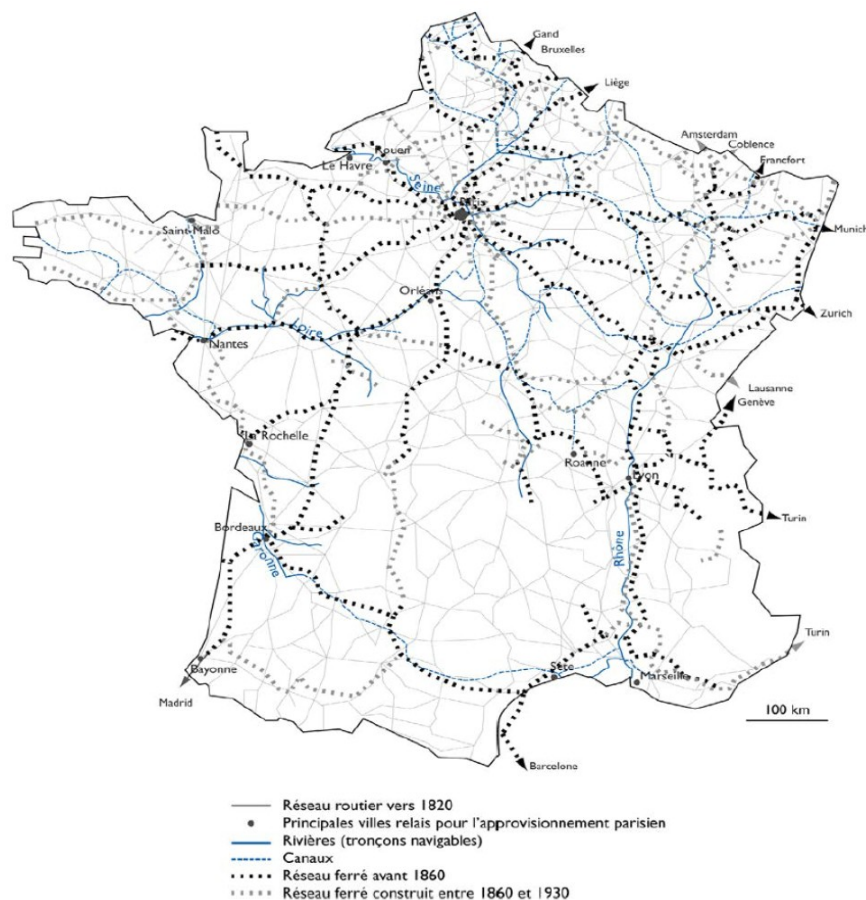 Gand
Bruxelles
Liège
Amsterdam
Coblence
Francfort
Rouen
Le Havre
Seine
Paris
Saint-Malo
Munich
Orléans
Zurich
Loire
Nantes
Lausanne
Genève
La Rochelle
Roanne
Lyon
Bordeaux
Turin
Garonne
Rhône
Turin
Bayonne
Sète
Marseille
Madrid
100 km
Barcelone
Réseau routier vers 1820
Principales villes relais pour l'approvisionnement parisien
Rivières (tronçons navigables)
Canaux
Réseau ferré avant 1860
Réseau ferré construit entre 1860 et 1930